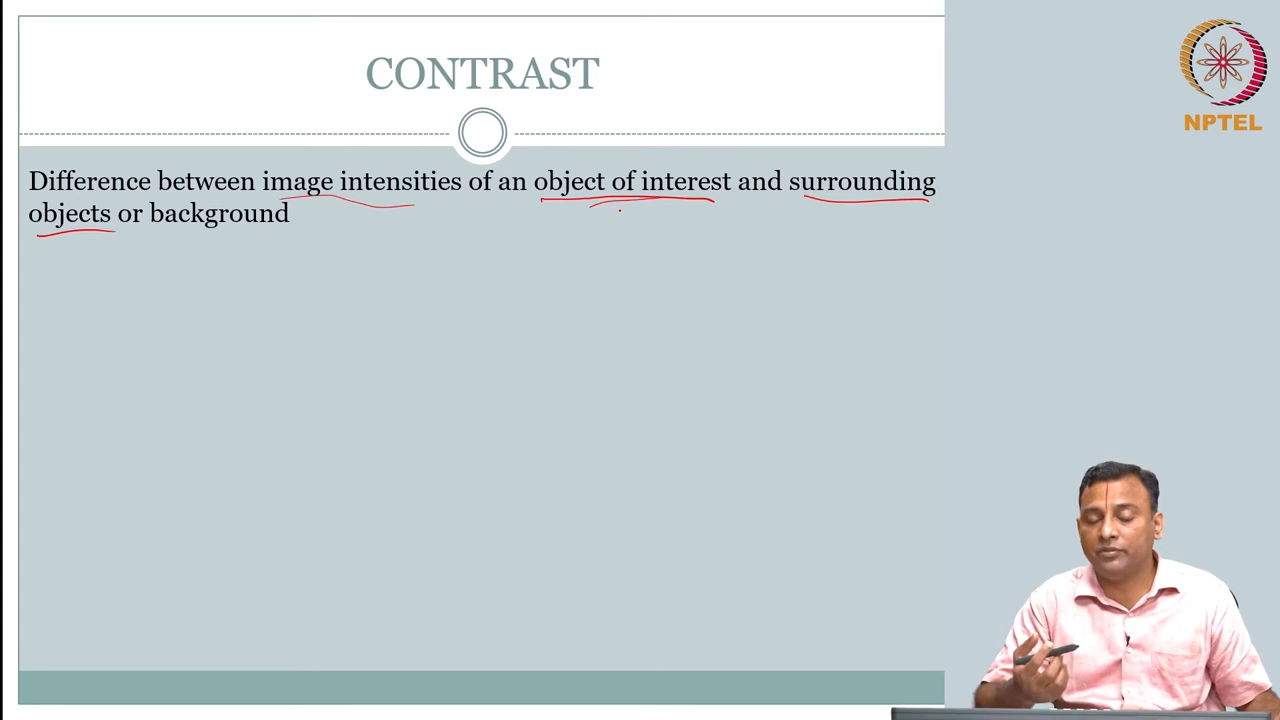 CONTRAST
Difference between image intensities of an object of interest and surrounding
objects or background
NPTEL